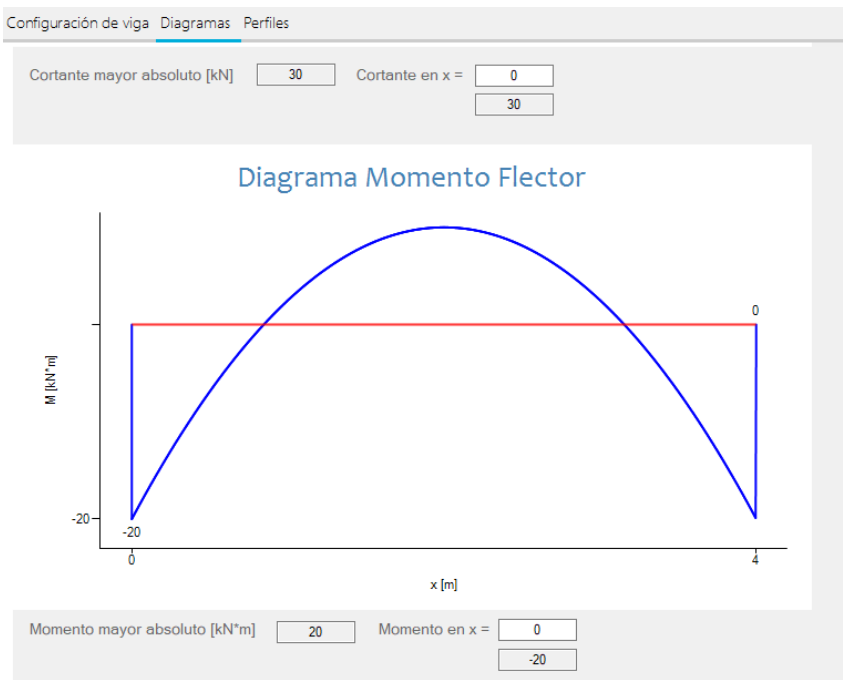 Configuración de viga Diagramas Perfiles
Cortante mayor absoluto [kN] 30 Cortante en x = 0
30
Diagrama Momento Flector
0
M [kN*m]
-20
-20
0 4
x [m]
Momento mayor absoluto [kN*m] 20 Momento en x = 0
-20